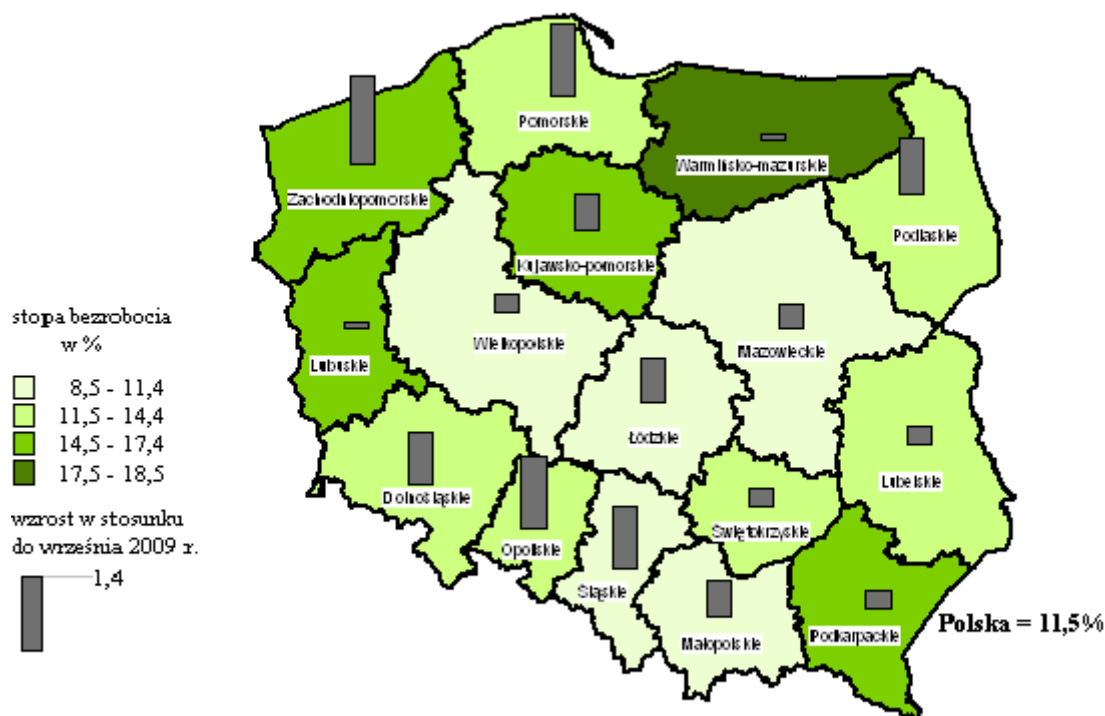 Pomorskie
Warmińsko-mazurskie
Zachodniopomorskie
Podlaskie
Kujawsko-pomorskie
stopa bezrobocia
w %
8,5 - 11,4
11,5 - 14,4
14,5 - 17,4
17,5 - 18,5
Wielkopolskie
Mazowieckie
Lubuskie
Łódzkie
Lubelskie
Dolnośląskie
wzrost w stosunku
do września 2009 r.
1,4
Świętokrzyskie
Opolskie
Śląskie
Małopolskie
Podkarpackie
Polska = 11,5%